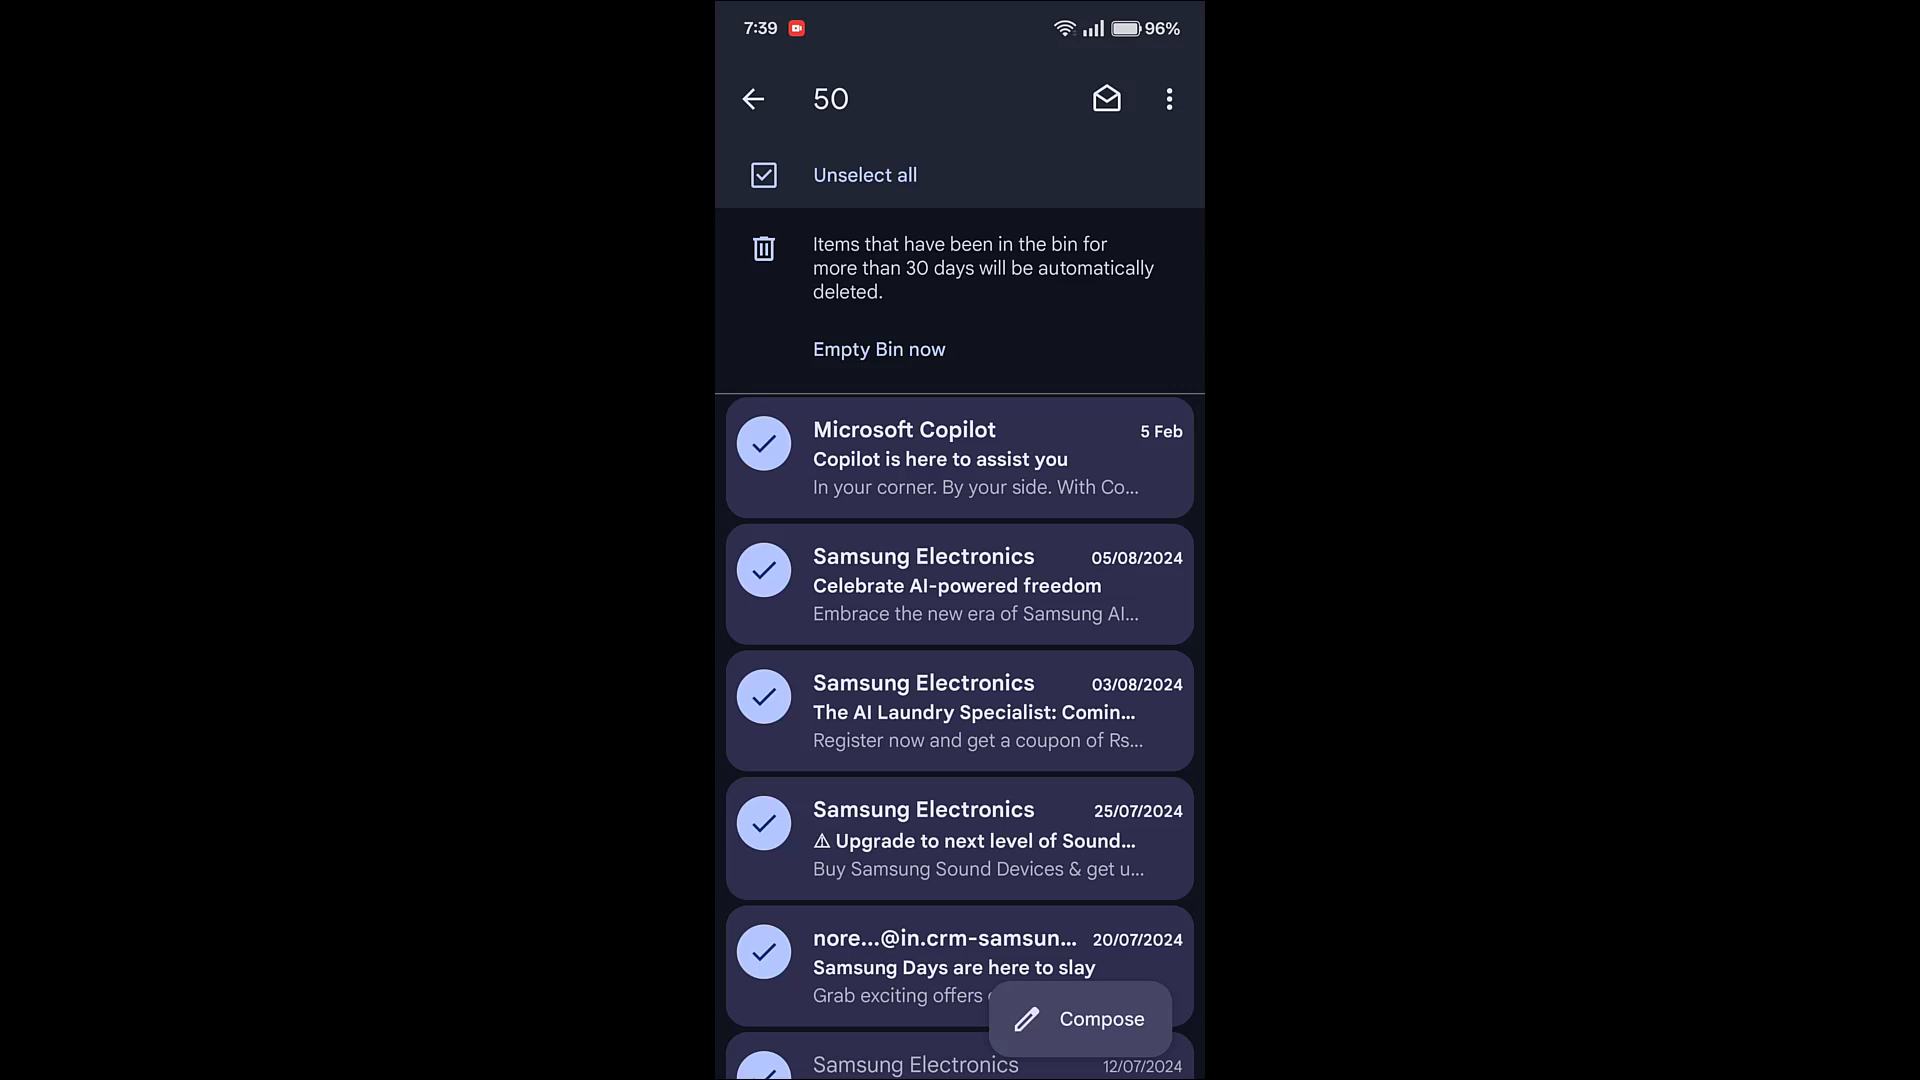 7:39
96%
50
Unselect all
Items that have been in the bin for
more than 30 days will be automatically
deleted.
Empty Bin now
Microsoft Copilot
5 Feb
Copilot is here to assist you
In your corner. By your side. With Co...
Samsung Electronics
05/08/2024
Celebrate AI-powered freedom
Embrace the new era of Samsung AI...
Samsung Electronics
03/08/2024
The AI Laundry Specialist: Comin...
Register now and get a coupon of Rs...
Samsung Electronics
25/07/2024
⚠ Upgrade to next level of Sound...
Buy Samsung Sound Devices & get u...
nore...@in.crm-samsun...
20/07/2024
Samsung Days are here to slay
Grab exciting offers
Compose
Samsung Electronics
12/07/2024